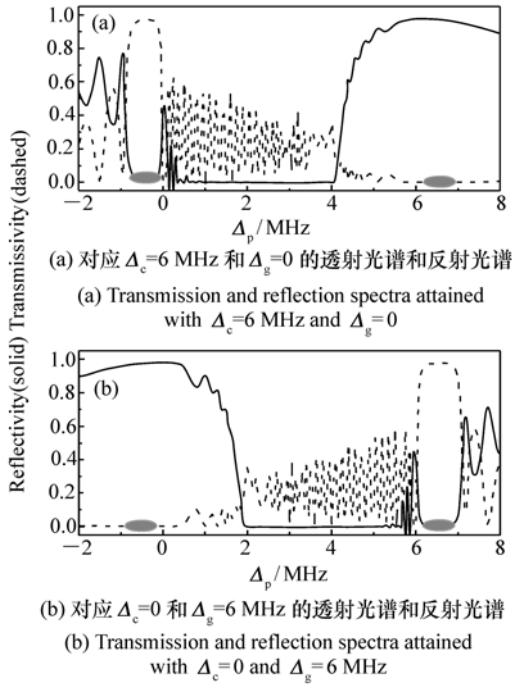 Reflectivity(solid) Transmissivity(dashed)
(a)
1.0
0.8
0.6
0.4
0.2
0.0
−2 0 2 4 6 8
Δp/MHz
(a) 对应 Δc=6 MHz 和 Δg=0 的透射光谱和反射光谱
(a) Transmission and reflection spectra attained
with Δc=6 MHz and Δg=0
(b)
1.0
0.8
0.6
0.4
0.2
0.0
−2 0 2 4 6 8
Δp/MHz
(b) 对应 Δc=0 和 Δg=6 MHz 的透射光谱和反射光谱
(b) Transmission and reflection spectra attained
with Δc=0 and Δg=6 MHz